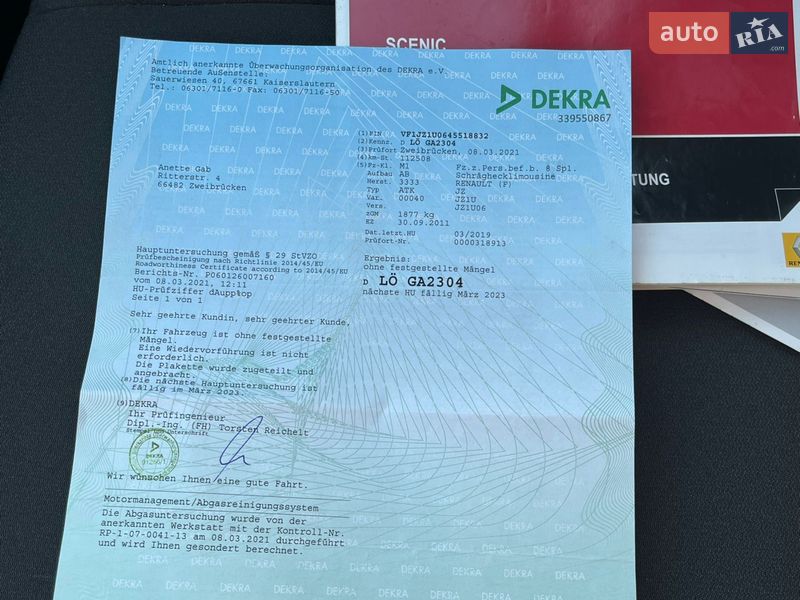 SCENIC
auto RIA .com
Amtlich anerkannte Überwachungsorganisation des DEKRA e.V.
Betreuende Außenstelle:
Sauerwiesen 40, 67661 Kaiserslautern
Tel.: 06301/7116-0 Fax: 06301/7116-50
DEKRA
339550867
(1) FIN VF1JZ1U0645518832
(2) Kennz. D LÖ GA2304
(3) Prüfort Zweibrücken, 08.03.2021
(4) km-St. 112508
(5) Fz-Kl. M1 Fz.z.Pers.bef.b. 8 Spl.
Aufbau AB Schräghecklimousine
Herst. 3333 RENAULT (F)
Typ ATK JZ
Var. 00040 JZ1U
Vers. JZ1U06
zGM 1877 kg
EZ 30.09.2011
Dat.letzt.HU 03/2019
Prüfort-Nr. 0000318913
Anette Gab
Ritterstr. 4
66482 Zweibrücken
Hauptuntersuchung gemäß § 29 StVZO
Prüfbescheinigung nach Richtlinie 2014/45/EU
Roadworthiness Certificate according to 2014/45/EU
Berichts-Nr. P060126007160
vom 08.03.2021, 12:11
HU-Prüfziffer dAuppkop
Seite 1 von 1
Ergebnis:
ohne festgestellte Mängel
D LÖ GA2304
nächste HU fällig März 2023
Sehr geehrte Kundin, sehr geehrter Kunde,
(7) Ihr Fahrzeug ist ohne festgestellte
Mängel.
Eine Wiedervorführung ist nicht
erforderlich.
Die Plakette wurde zugeteilt und
angebracht.
(8) Die nächste Hauptuntersuchung ist
fällig im März 2023.
(9) DEKRA
Ihr Prüfingenieur
Dipl.-Ing. (FH) Torsten Reichelt
Stempel und Unterschrift
DEKRA
Wir wünschen Ihnen eine gute Fahrt.
Motormanagement/Abgasreinigungssystem
Die Abgasuntersuchung wurde von der
anerkannten Werkstatt mit der Kontroll-Nr.
RP-1-07-0041-13 am 08.03.2021 durchgeführt
und wird Ihnen gesondert berechnet.
TUNG
REN